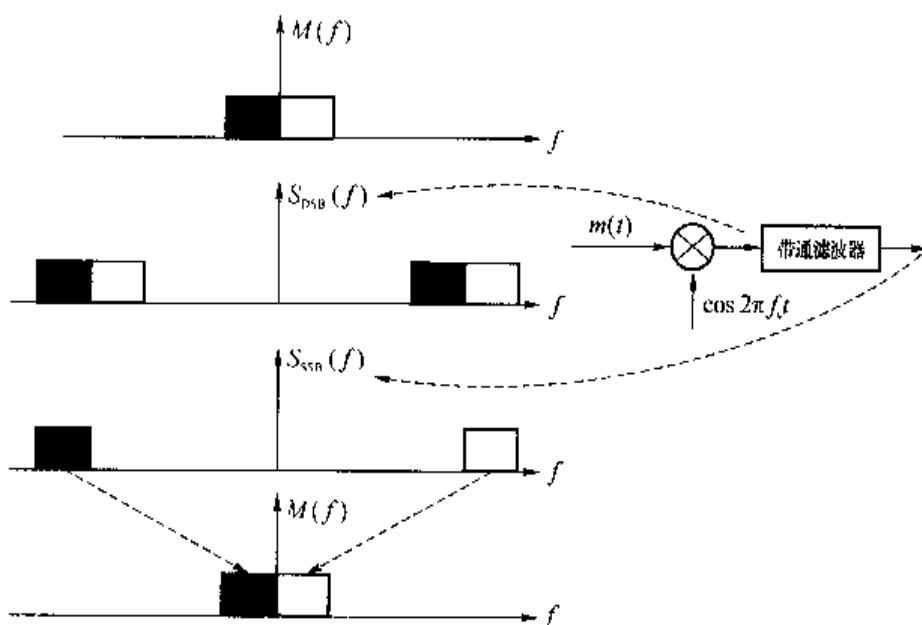 M(f)
f
S_DSB(f)
m(t)
带通滤波器
f
cos 2πf_ct
S_SSB(f)
f
M(f)
f